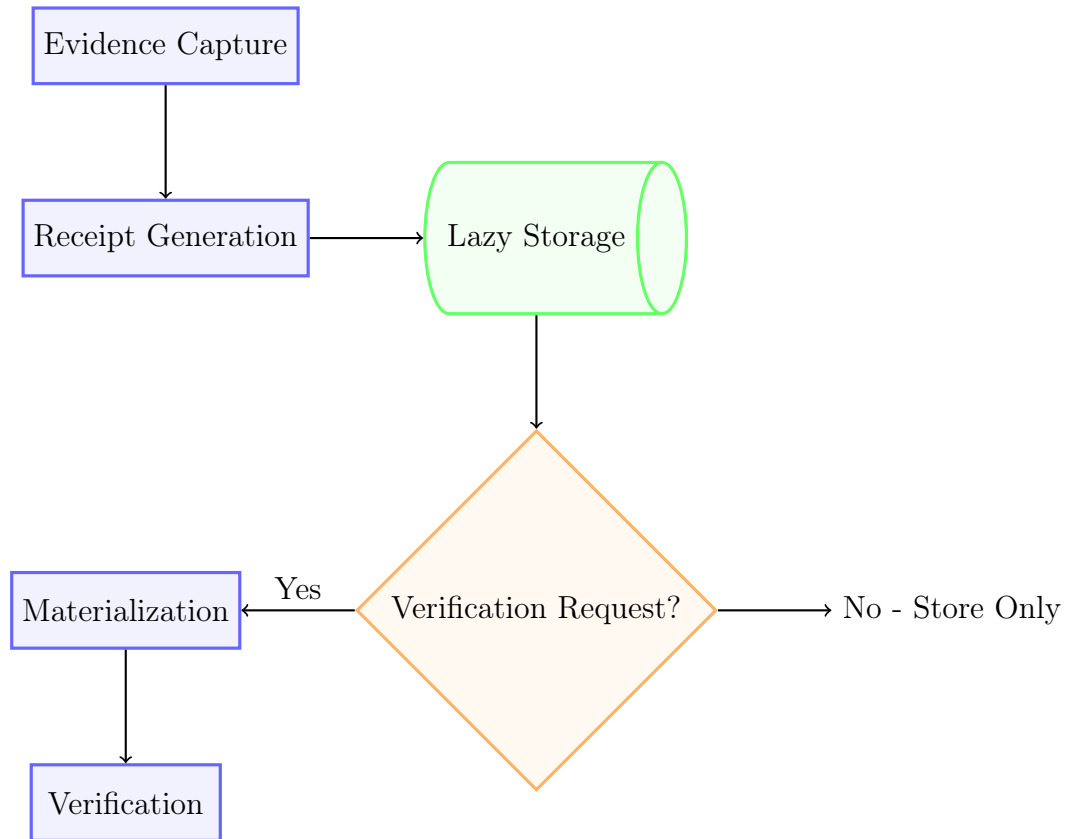 Evidence Capture
Receipt Generation
Lazy Storage
Verification Request?
Yes
Materialization
No - Store Only
Verification